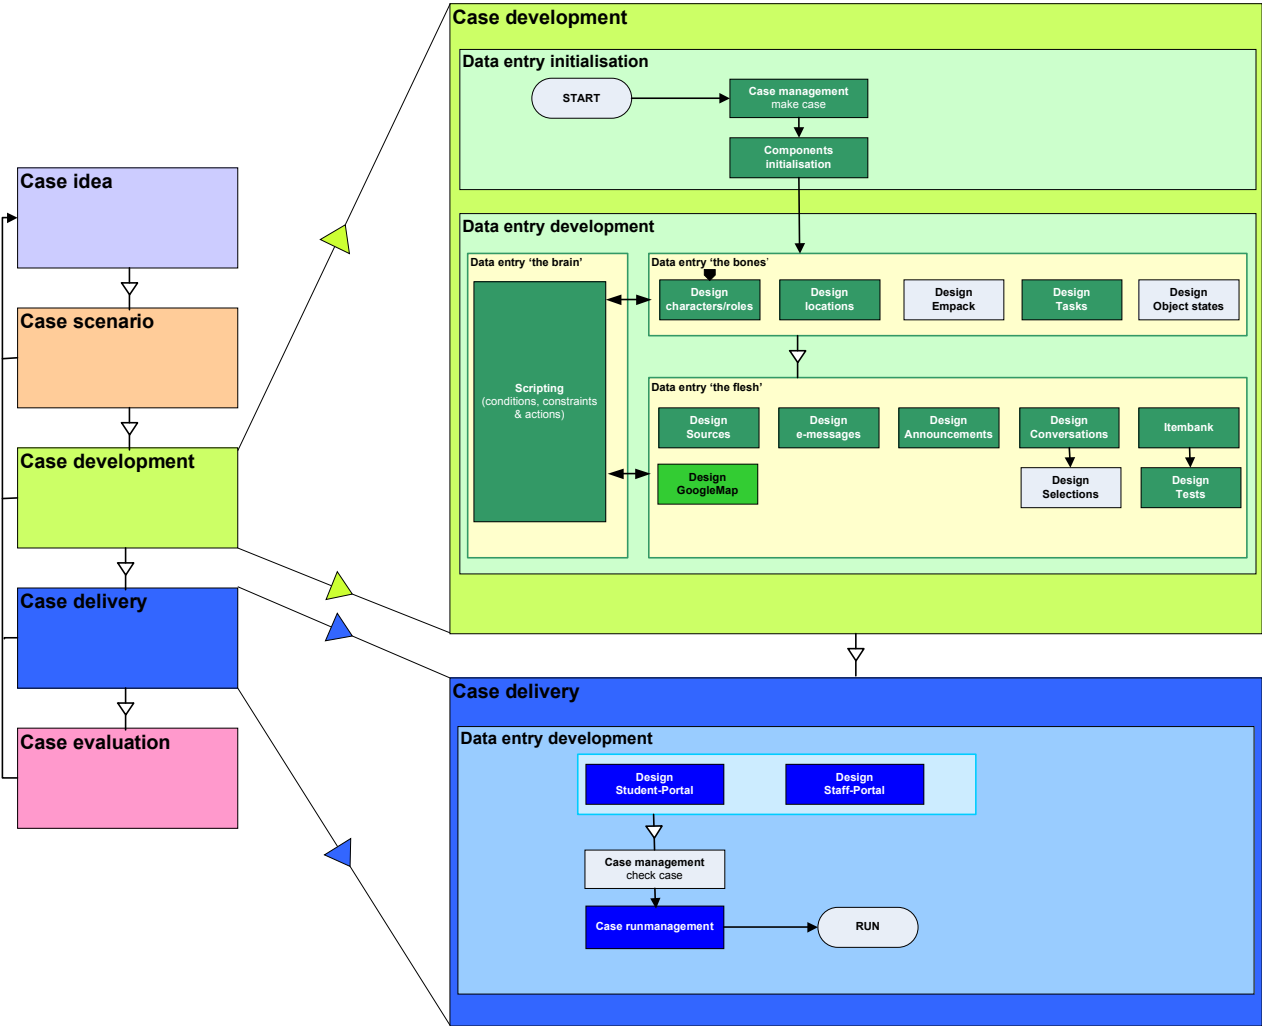 Case idea
Case scenario
Case development
Case delivery
Case evaluation
Case development
Data entry initialisation
START
Case management
make case
Components
initialisation
Data entry development
Data entry ‘the brain’
Scripting
(conditions, constraints
& actions)
Data entry ‘the bones’
Design
characters/roles
Design
locations
Design
Empack
Design
Tasks
Design
Object states
Data entry ‘the flesh’
Design
Sources
Design
e-messages
Design
Announcements
Design
Conversations
Itembank
Design
GoogleMap
Design
Selections
Design
Tests
Case delivery
Data entry development
Design
Student-Portal
Design
Staff-Portal
Case management
check case
Case runmanagement
RUN